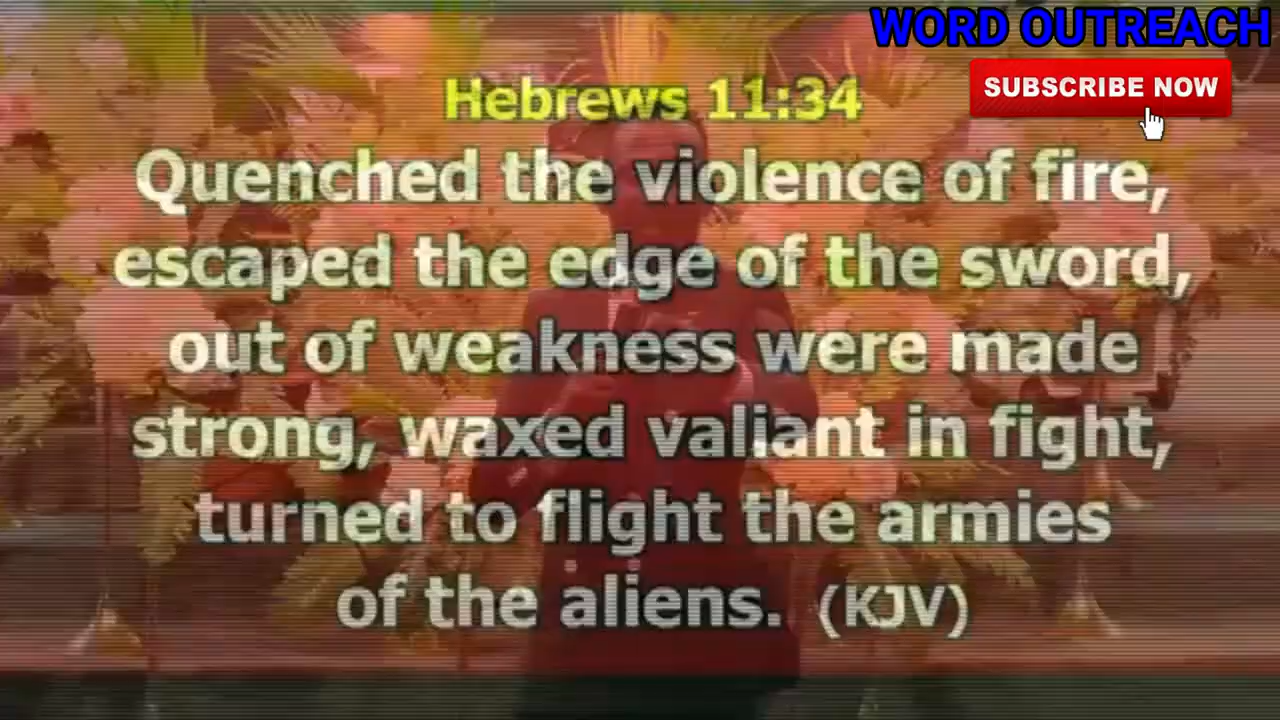 WORD OUTREACH
SUBSCRIBE NOW
Hebrews 11:34
Quenched the violence of fire,
escaped the edge of the sword,
out of weakness were made
strong, waxed valiant in fight,
turned to flight the armies
of the aliens. (KJV)